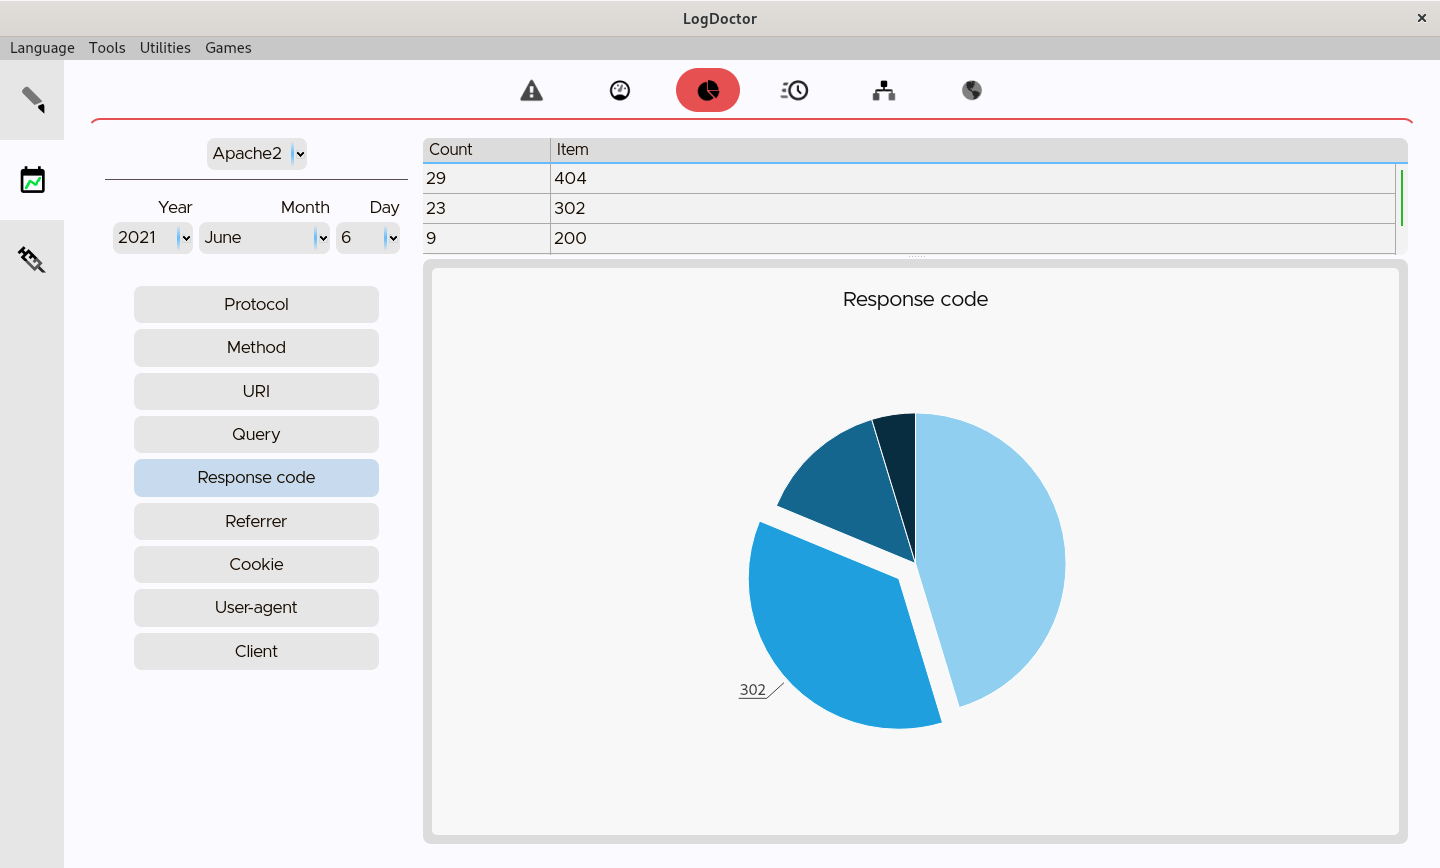 LogDoctor
Language Tools Utilities Games
Apache2
Year Month Day
2021 June 6
Protocol
Method
URI
Query
Response code
Referrer
Cookie
User-agent
Client
Count Item
29 404
23 302
9 200
Response code
302